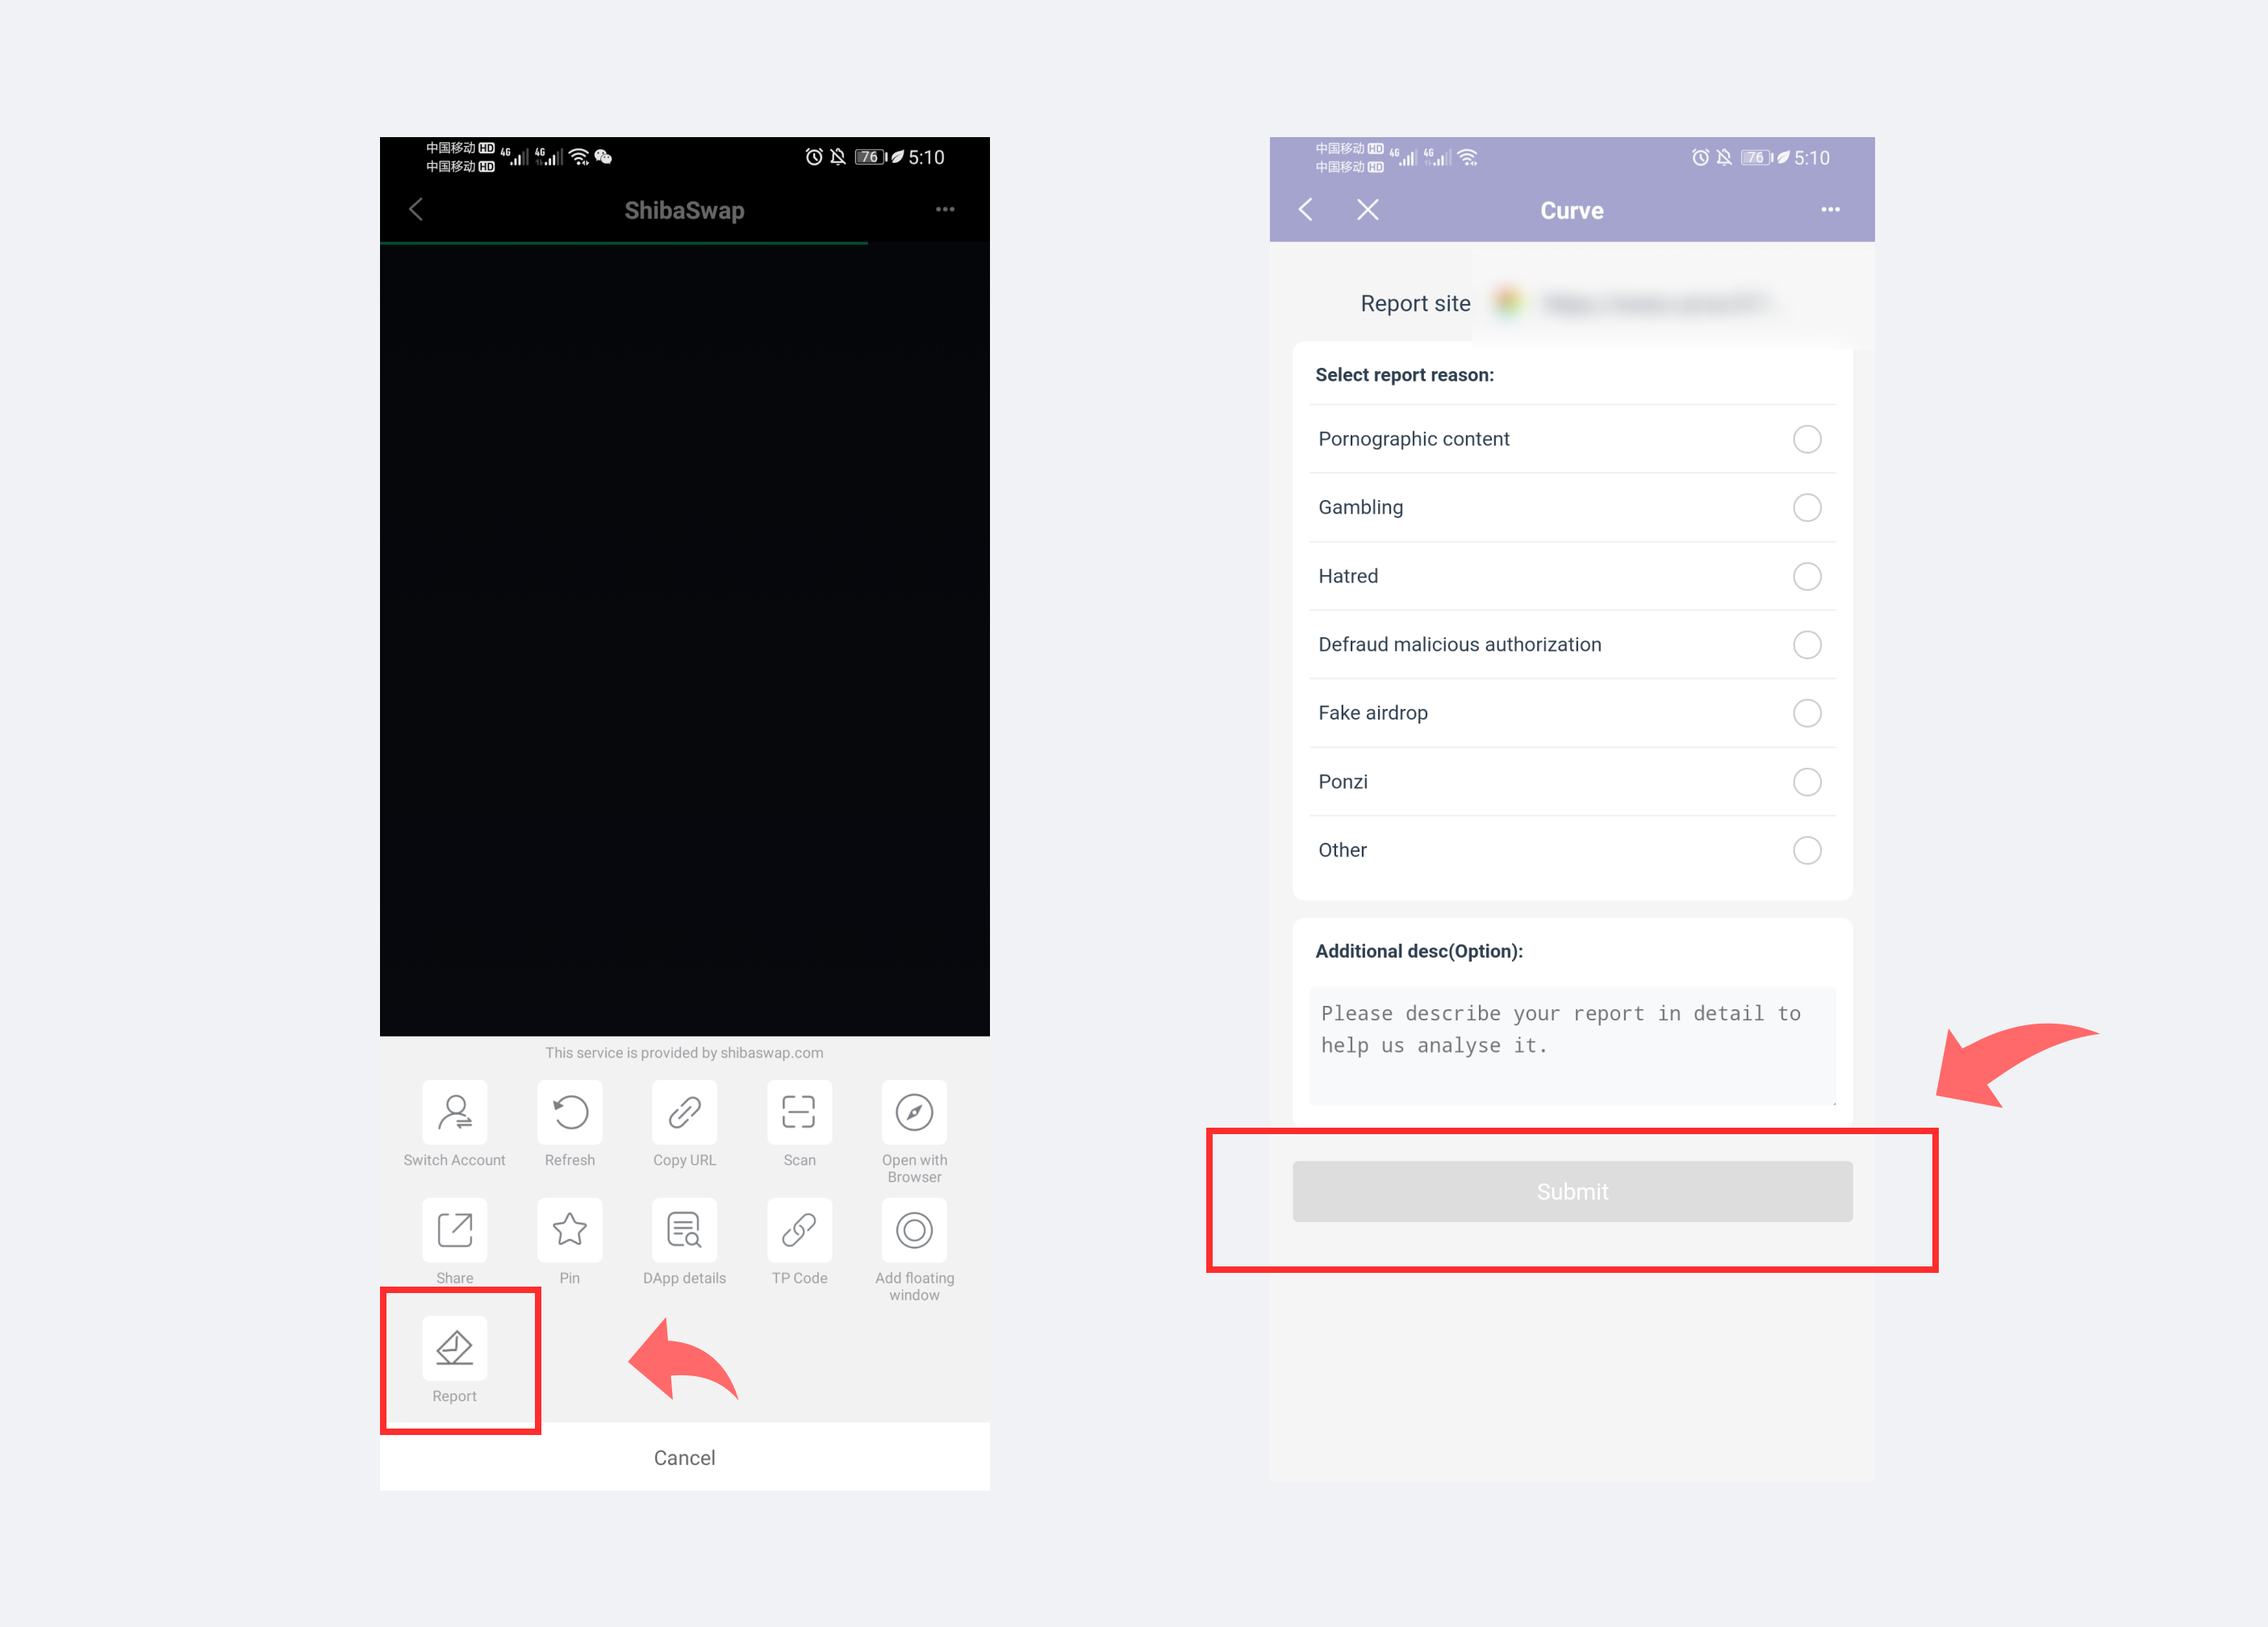 中国移动 HD 4G 4G 76 5:10
中国移动 HD
ShibaSwap
This service is provided by shibaswap.com
Switch Account
Refresh
Copy URL
Scan
Open with
Browser
Share
Pin
DApp details
TP Code
Add floating
window
Report
Cancel
中国移动 HD 4G 4G 76 5:10
中国移动 HD
Curve
Report site
Select report reason:
Pornographic content
Gambling
Hatred
Defraud malicious authorization
Fake airdrop
Ponzi
Other
Additional desc(Option):
Please describe your report in detail to
help us analyse it.
Submit